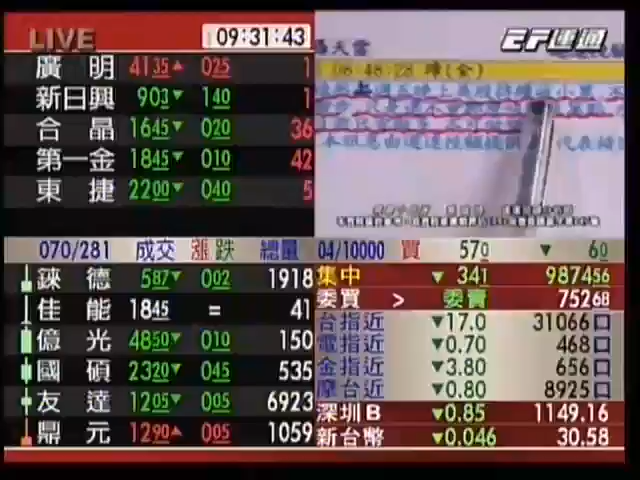 LIVE 09:31:43
廣明 4135▲ 025 1
新日興 903▼ 140 1
合晶 1645▼ 020 36
第一金 1845▼ 010 42
東捷 2200▼ 040 5
EF速通
08:48:28
070/281 成交 漲跌 總量
錸德 587▼ 002 1918
佳能 1845 = 41
億光 4850▼ 010 150
國碩 2320▼ 045 535
友達 1205▼ 005 6923
鼎元 1290▲ 005 1059
04/10000 買 570 ▼ 60
集中 ▼ 341 987456
委買 > 委賣 75268
台指近 ▼17.0 31066口
電指近 ▼0.70 468口
金指近 ▼3.80 656口
摩台近 ▼0.80 8925口
深圳B ▼0.85 1149.16
新台幣 ▼0.046 30.58